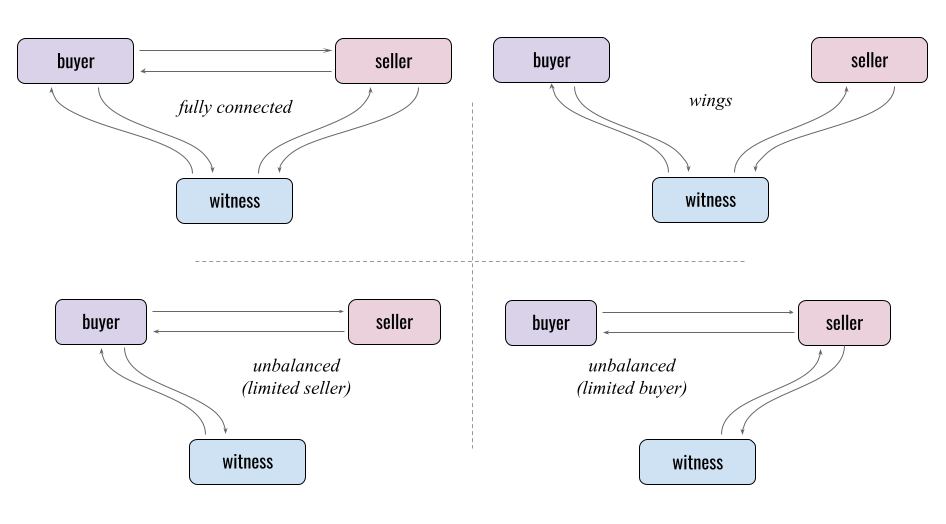 buyer
seller
fully connected
witness
buyer
seller
wings
witness
buyer
seller
unbalanced
(limited seller)
witness
buyer
seller
unbalanced
(limited buyer)
witness